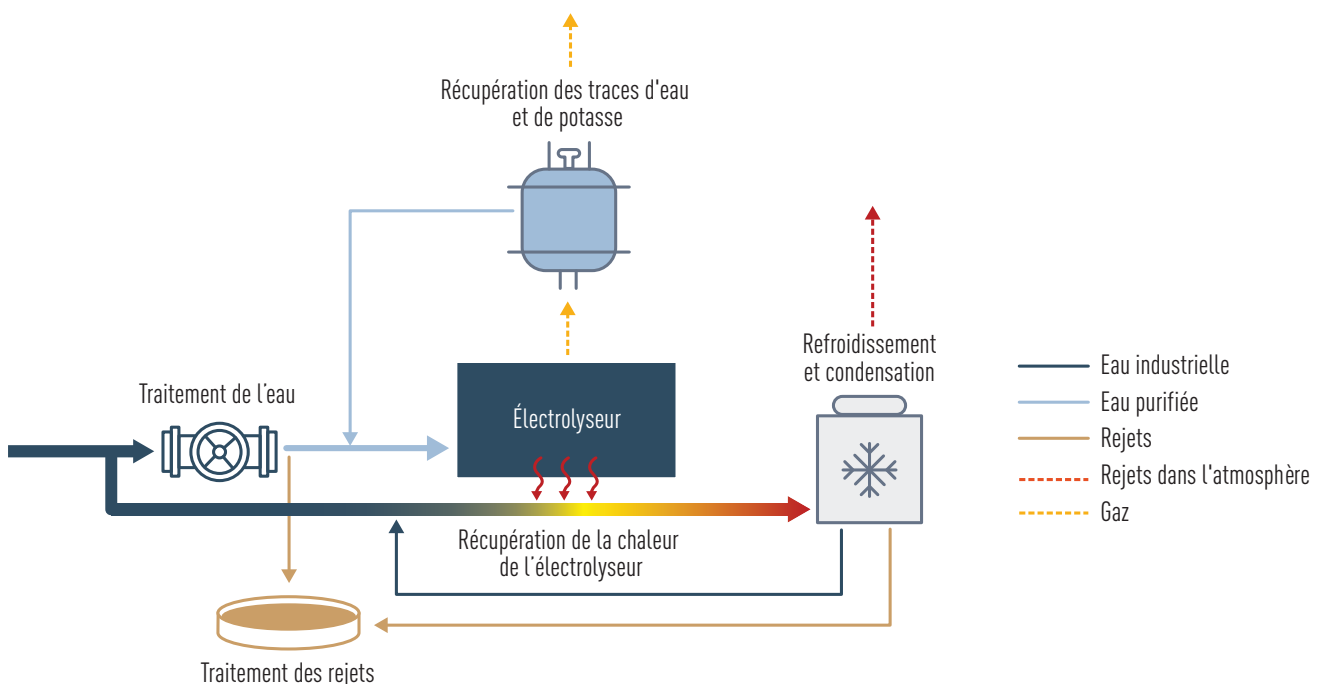 Récupération des traces d'eau
et de potasse
Traitement de l’eau
Électrolyseur
Refroidissement
et condensation
Récupération de la chaleur
de l’électrolyseur
Traitement des rejets
Eau industrielle
Eau purifiée
Rejets
Rejets dans l'atmosphère
Gaz